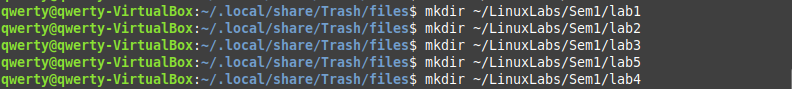 qwerty@qwerty-VirtualBox:~/.local/share/Trash/files$ mkdir ~/LinuxLabs/Sem1/lab1
qwerty@qwerty-VirtualBox:~/.local/share/Trash/files$ mkdir ~/LinuxLabs/Sem1/lab2
qwerty@qwerty-VirtualBox:~/.local/share/Trash/files$ mkdir ~/LinuxLabs/Sem1/lab3
qwerty@qwerty-VirtualBox:~/.local/share/Trash/files$ mkdir ~/LinuxLabs/Sem1/lab5
qwerty@qwerty-VirtualBox:~/.local/share/Trash/files$ mkdir ~/LinuxLabs/Sem1/lab4